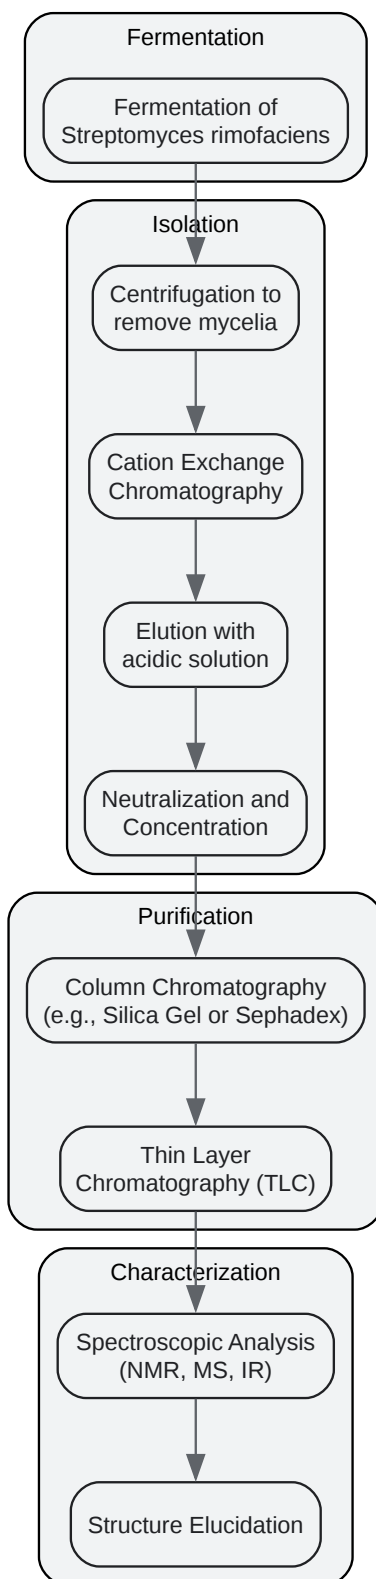 Fermentation
Fermentation of
Streptomyces rimofaciens
Isolation
Centrifugation to
remove mycelia
Cation Exchange
Chromatography
Elution with
acidic solution
Neutralization and
Concentration
Purification
Column Chromatography
(e.g., Silica Gel or Sephadex)
Thin Layer
Chromatography (TLC)
Characterization
Spectroscopic Analysis
(NMR, MS, IR)
Structure Elucidation